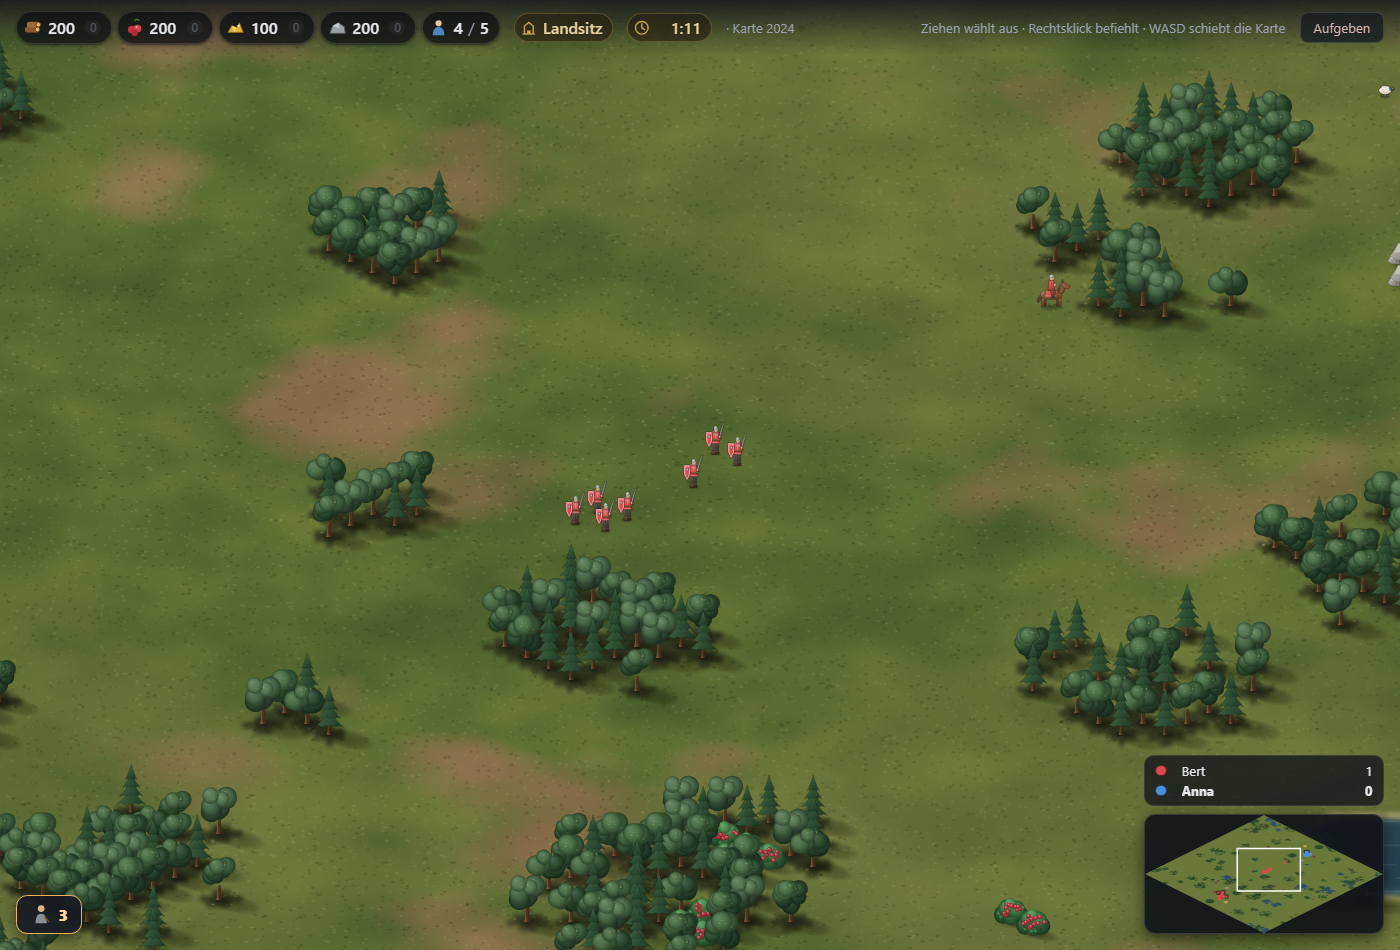 200 0 200 0 100 0 200 0 4 / 5 Landsitz 1:11 · Karte 2024 Ziehen wählt aus · Rechtsklick befiehlt · WASD schiebt die Karte Aufgeben
Bert 1
Anna 0
3